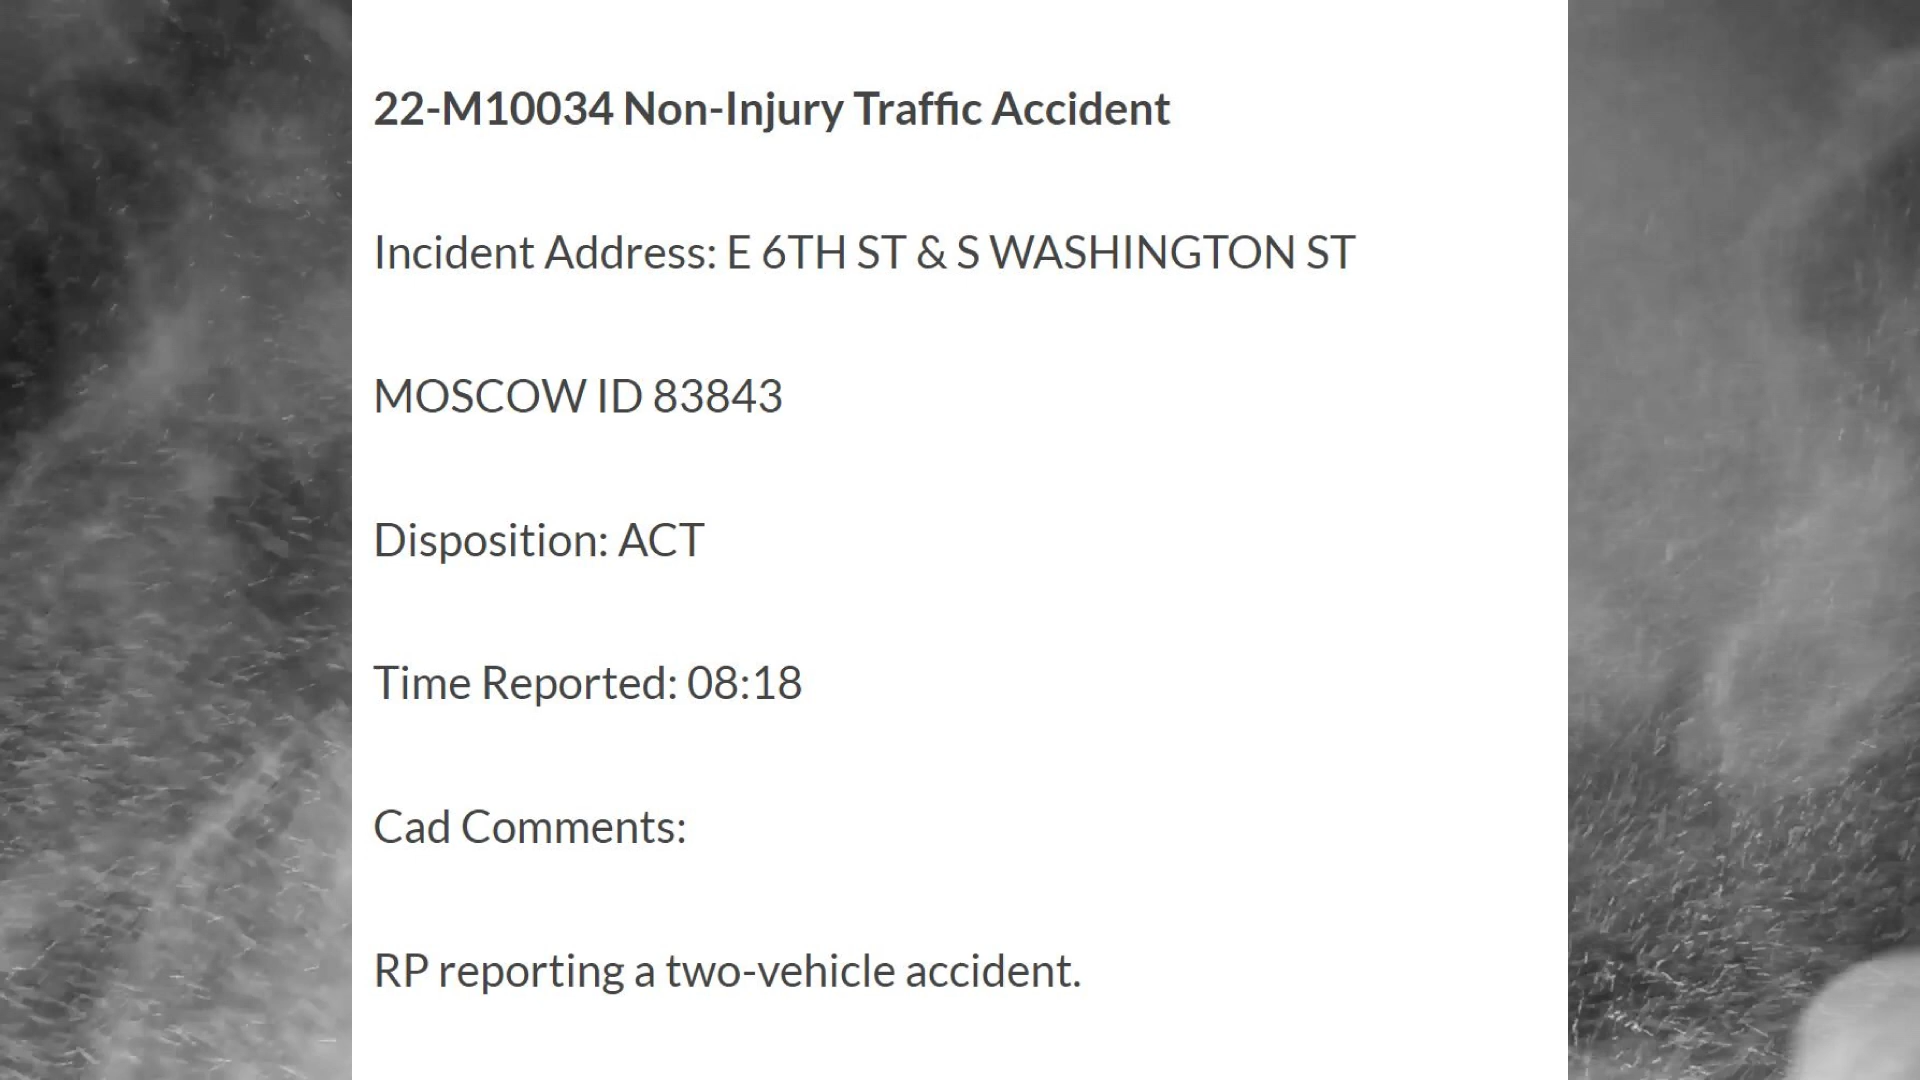 22-M10034 Non-Injury Traffic Accident
Incident Address: E 6TH ST & S WASHINGTON ST
MOSCOW ID 83843
Disposition: ACT
Time Reported: 08:18
Cad Comments:
RP reporting a two-vehicle accident.